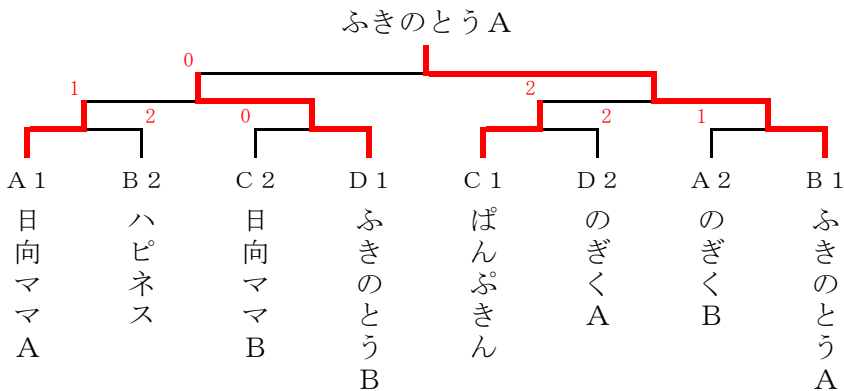 ふきのとうA
0
1
2
2
0
2
1
A1
B2
C2
D1
C1
D2
A2
B1
日向ママA
ハピネス
日向ママB
ふきのとうB
ぱんぷきん
のぎくA
のぎくB
ふきのとうA